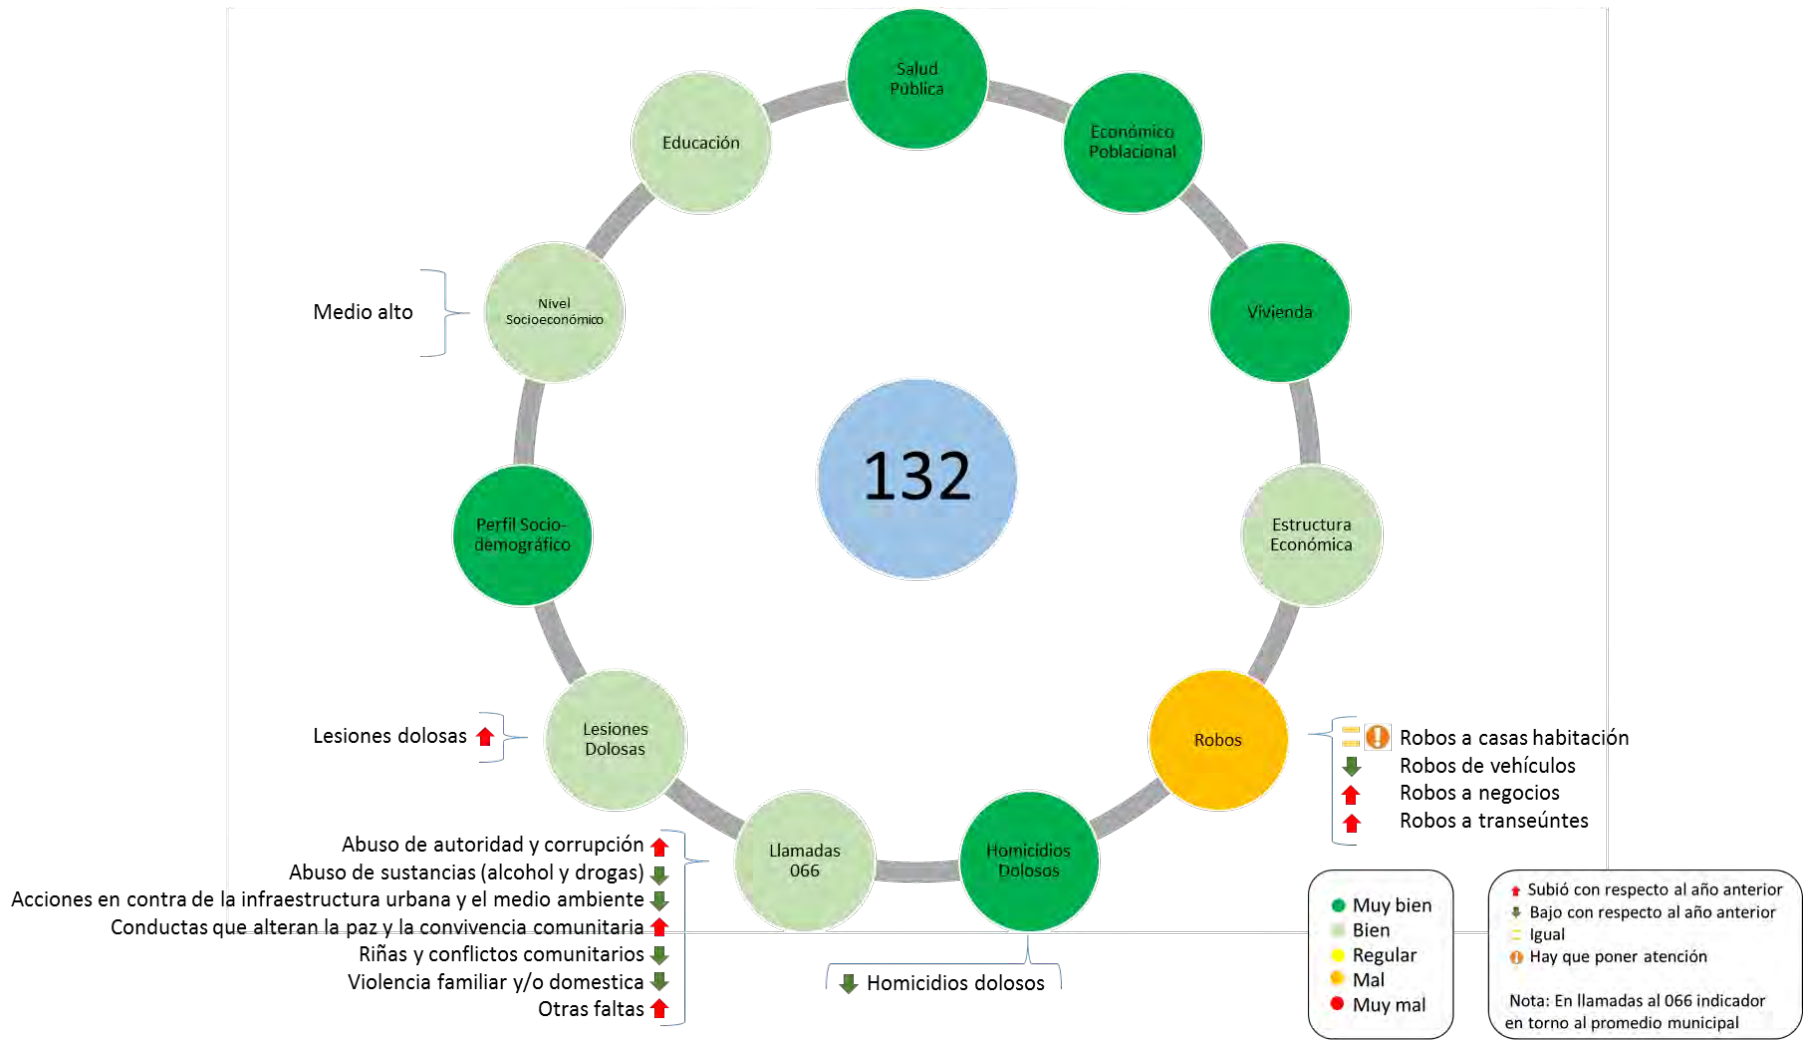 Salud
Pública
Económico
Poblacional
Educación
Vivienda
Medio alto
Nivel
Socioeconómico
132
Perfil Socio-
demográfico
Estructura
Económica
Lesiones dolosas
Lesiones
Dolosas
Robos
Robos a casas habitación
Robos de vehículos
Robos a negocios
Robos a transeúntes
Llamadas
066
Homicidios
Dolosos
Abuso de autoridad y corrupción
Abuso de sustancias (alcohol y drogas)
Acciones en contra de la infraestructura urbana y el medio ambiente
Conductas que alteran la paz y la convivencia comunitaria
Riñas y conflictos comunitarios
Violencia familiar y/o domestica
Otras faltas
Homicidios dolosos
Muy bien
Bien
Regular
Mal
Muy mal
Subió con respecto al año anterior
Bajo con respecto al año anterior
Igual
Hay que poner atención
Nota: En llamadas al 066 indicador
en torno al promedio municipal